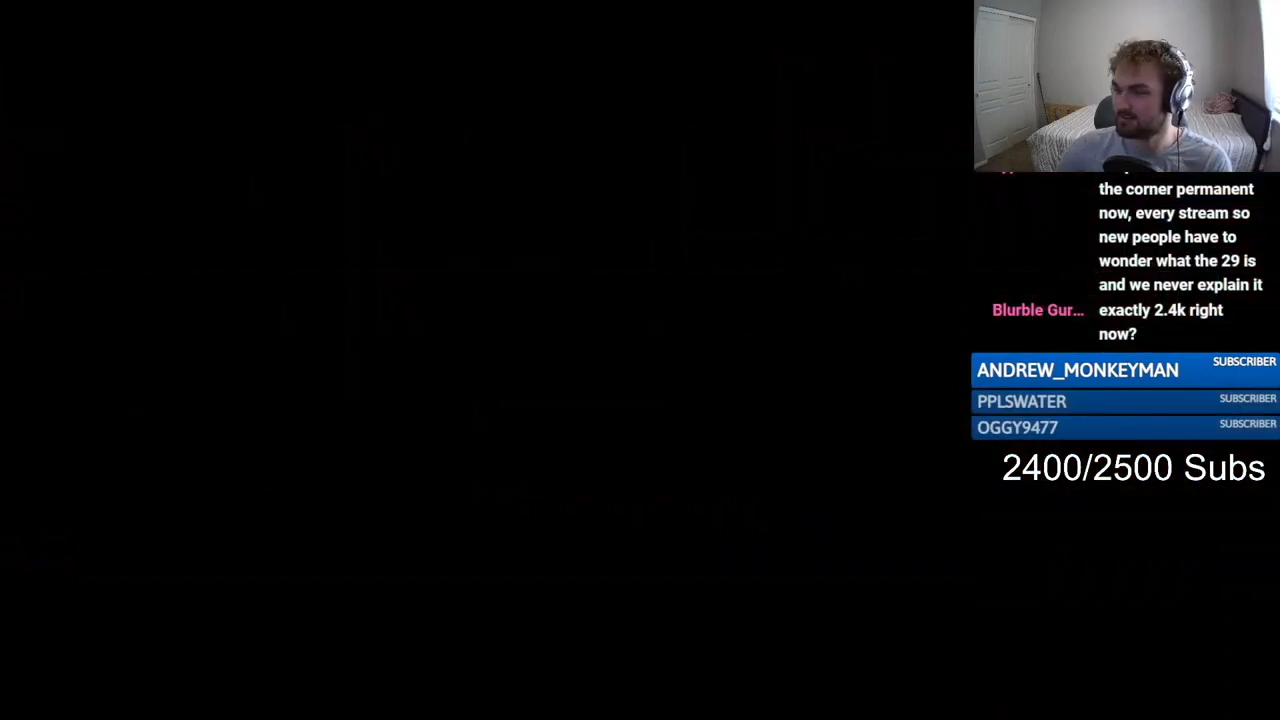 the corner permanent
now, every stream so
new people have to
wonder what the 29 is
and we never explain it
Blurble Gur... exactly 2.4k right
now?
ANDREW_MONKEYMAN SUBSCRIBER
PPLSWATER SUBSCRIBER
OGGY9477 SUBSCRIBER
2400/2500 Subs